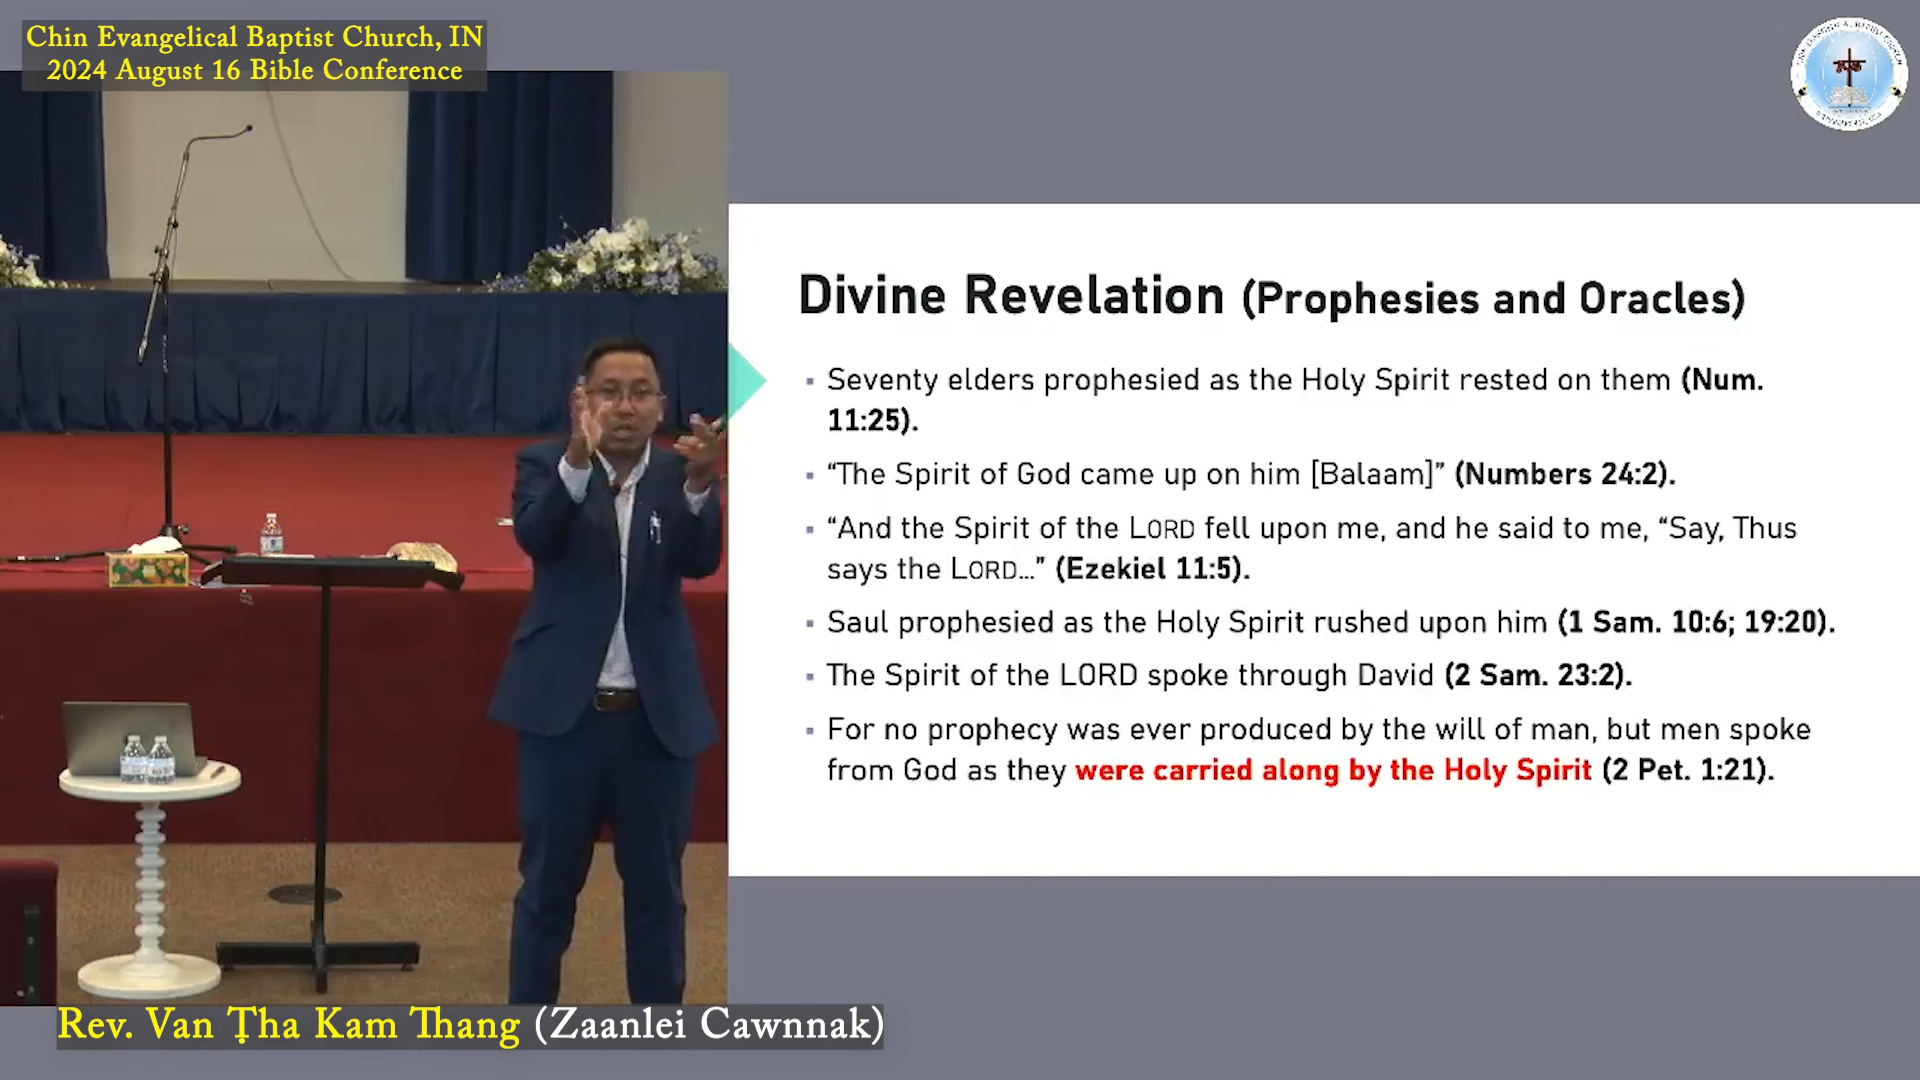 Chin Evangelical Baptist Church, IN
2024 August 16 Bible Conference
Divine Revelation (Prophesies and Oracles)
▪ Seventy elders prophesied as the Holy Spirit rested on them (Num.
11:25).
▪ “The Spirit of God came up on him [Balaam]” (Numbers 24:2).
▪ “And the Spirit of the LORD fell upon me, and he said to me, “Say, Thus
says the LORD…” (Ezekiel 11:5).
▪ Saul prophesied as the Holy Spirit rushed upon him (1 Sam. 10:6; 19:20).
▪ The Spirit of the LORD spoke through David (2 Sam. 23:2).
▪ For no prophecy was ever produced by the will of man, but men spoke
from God as they were carried along by the Holy Spirit (2 Pet. 1:21).
Rev. Van Ṭha Kam Thang (Zaanlei Cawnnak)